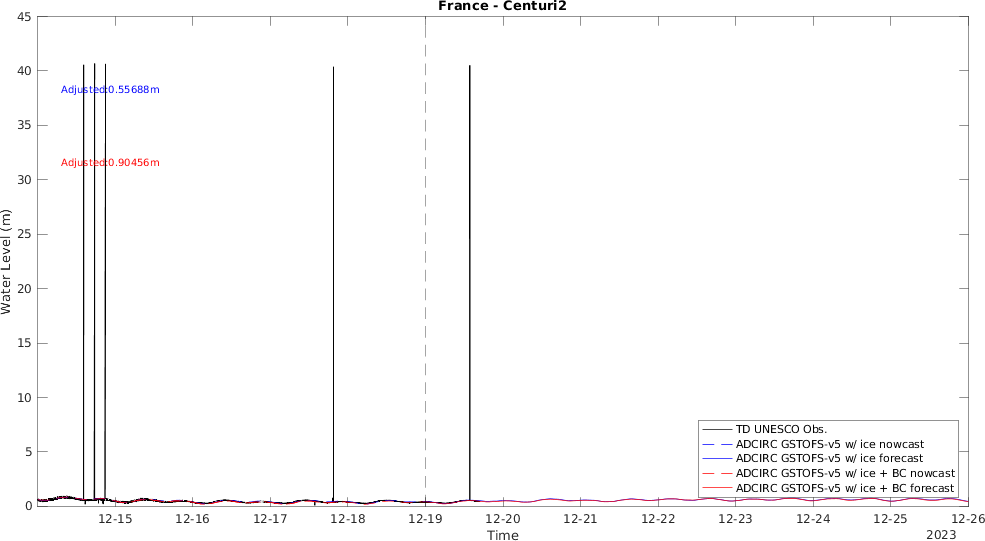 France - Centuri2
45
40
35
30
25
20
15
10
5
0
Water Level (m)
Adjusted:0.55688m
Adjusted:0.90456m
TD UNESCO Obs.
ADCIRC GSTOFS-v5 w/ ice nowcast
ADCIRC GSTOFS-v5 w/ ice forecast
ADCIRC GSTOFS-v5 w/ ice + BC nowcast
ADCIRC GSTOFS-v5 w/ ice + BC forecast
12-15 12-16 12-17 12-18 12-19 12-20 12-21 12-22 12-23 12-24 12-25 12-26
Time
2023